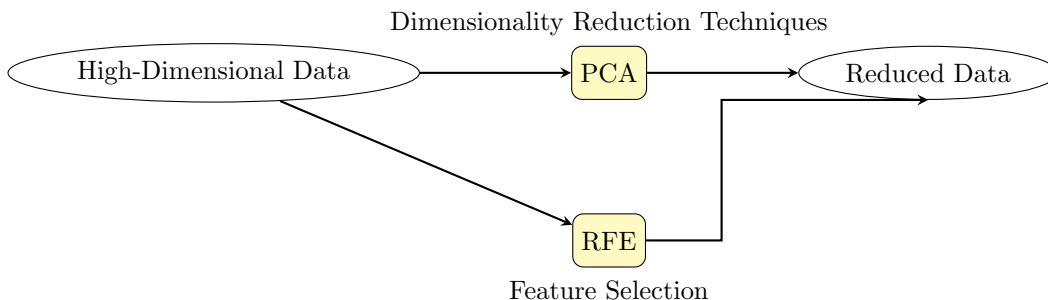 Dimensionality Reduction Techniques
High-Dimensional Data
PCA
Reduced Data
RFE
Feature Selection